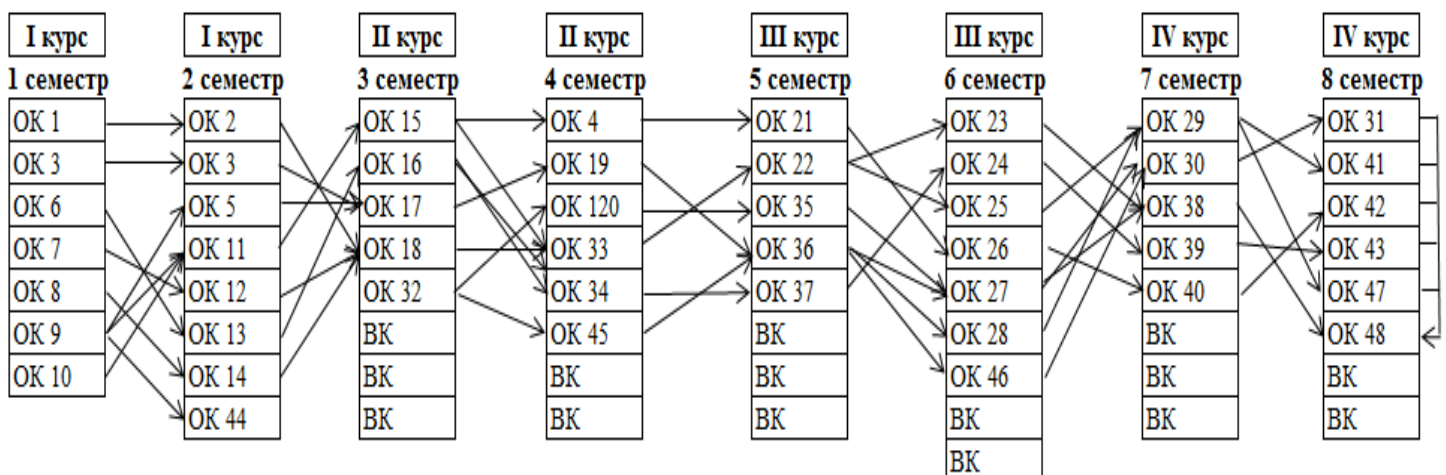 I курс
I курс
II курс
II курс
III курс
III курс
IV курс
IV курс
1 семестр
2 семестр
3 семестр
4 семестр
5 семестр
6 семестр
7 семестр
8 семестр
ОК 1
ОК 3
ОК 6
ОК 7
ОК 8
ОК 9
ОК 10
ОК 2
ОК 3
ОК 5
ОК 11
ОК 12
ОК 13
ОК 14
ОК 44
ОК 15
ОК 16
ОК 17
ОК 18
ОК 32
ВК
ВК
ВК
ОК 4
ОК 19
ОК 120
ОК 33
ОК 34
ОК 45
ВК
ВК
ОК 21
ОК 22
ОК 35
ОК 36
ОК 37
ВК
ВК
ВК
ОК 23
ОК 24
ОК 25
ОК 26
ОК 27
ОК 28
ОК 46
ВК
ВК
ОК 29
ОК 30
ОК 38
ОК 39
ОК 40
ВК
ВК
ВК
ОК 31
ОК 41
ОК 42
ОК 43
ОК 47
ОК 48
ВК
ВК